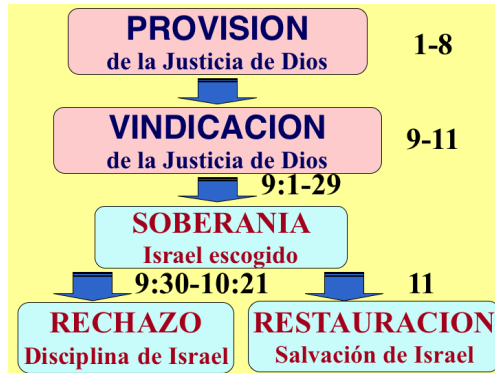 PROVISION
de la Justicia de Dios
1-8
VINDICACION
de la Justicia de Dios
9-11
9:1-29
SOBERANIA
Israel escogido
9:30-10:21
11
RECHAZO
Disciplina de Israel
RESTAURACION
Salvación de Israel